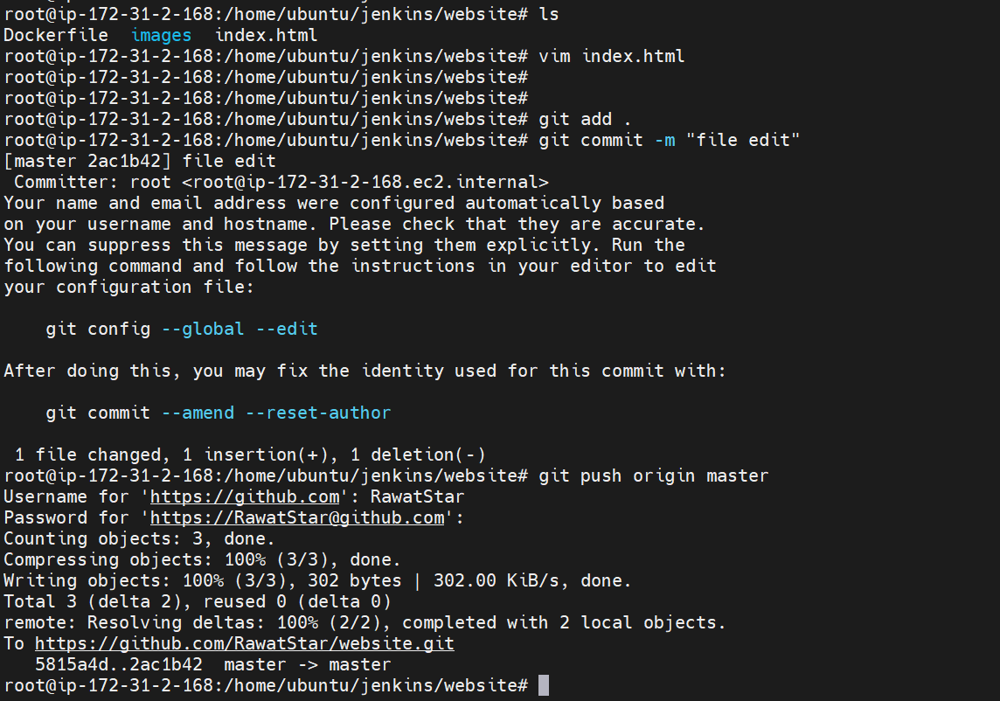 root@ip-172-31-2-168:/home/ubuntu/jenkins/website# ls
Dockerfile  images  index.html
root@ip-172-31-2-168:/home/ubuntu/jenkins/website# vim index.html
root@ip-172-31-2-168:/home/ubuntu/jenkins/website#
root@ip-172-31-2-168:/home/ubuntu/jenkins/website#
root@ip-172-31-2-168:/home/ubuntu/jenkins/website# git add .
root@ip-172-31-2-168:/home/ubuntu/jenkins/website# git commit -m "file edit"
[master 2ac1b42] file edit
 Committer: root <root@ip-172-31-2-168.ec2.internal>
Your name and email address were configured automatically based
on your username and hostname. Please check that they are accurate.
You can suppress this message by setting them explicitly. Run the
following command and follow the instructions in your editor to edit
your configuration file:

    git config --global --edit

After doing this, you may fix the identity used for this commit with:

    git commit --amend --reset-author

 1 file changed, 1 insertion(+), 1 deletion(-)
root@ip-172-31-2-168:/home/ubuntu/jenkins/website# git push origin master
Username for 'https://github.com': RawatStar
Password for 'https://RawatStar@github.com':
Counting objects: 3, done.
Compressing objects: 100% (3/3), done.
Writing objects: 100% (3/3), 302 bytes | 302.00 KiB/s, done.
Total 3 (delta 2), reused 0 (delta 0)
remote: Resolving deltas: 100% (2/2), completed with 2 local objects.
To https://github.com/RawatStar/website.git
   5815a4d..2ac1b42  master -> master
root@ip-172-31-2-168:/home/ubuntu/jenkins/website#